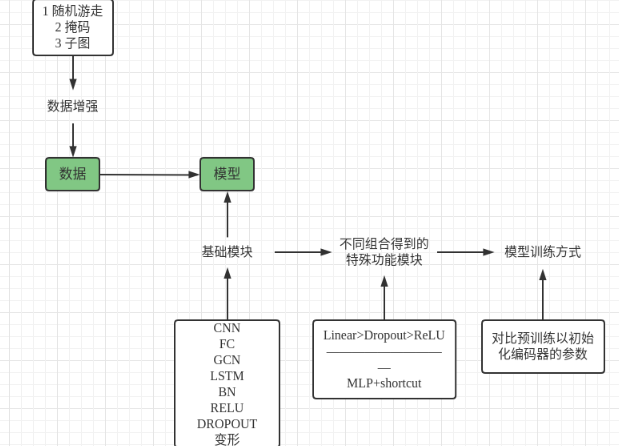 1 随机游走
2 掩码
3 子图
数据增强
数据
模型
基础模块
不同组合得到的
特殊功能模块
模型训练方式
CNN
FC
GCN
LSTM
BN
RELU
DROPOUT
变形
Linear>Dropout>ReLU
————————————
MLP+shortcut
对比预训练以初始
化编码器的参数